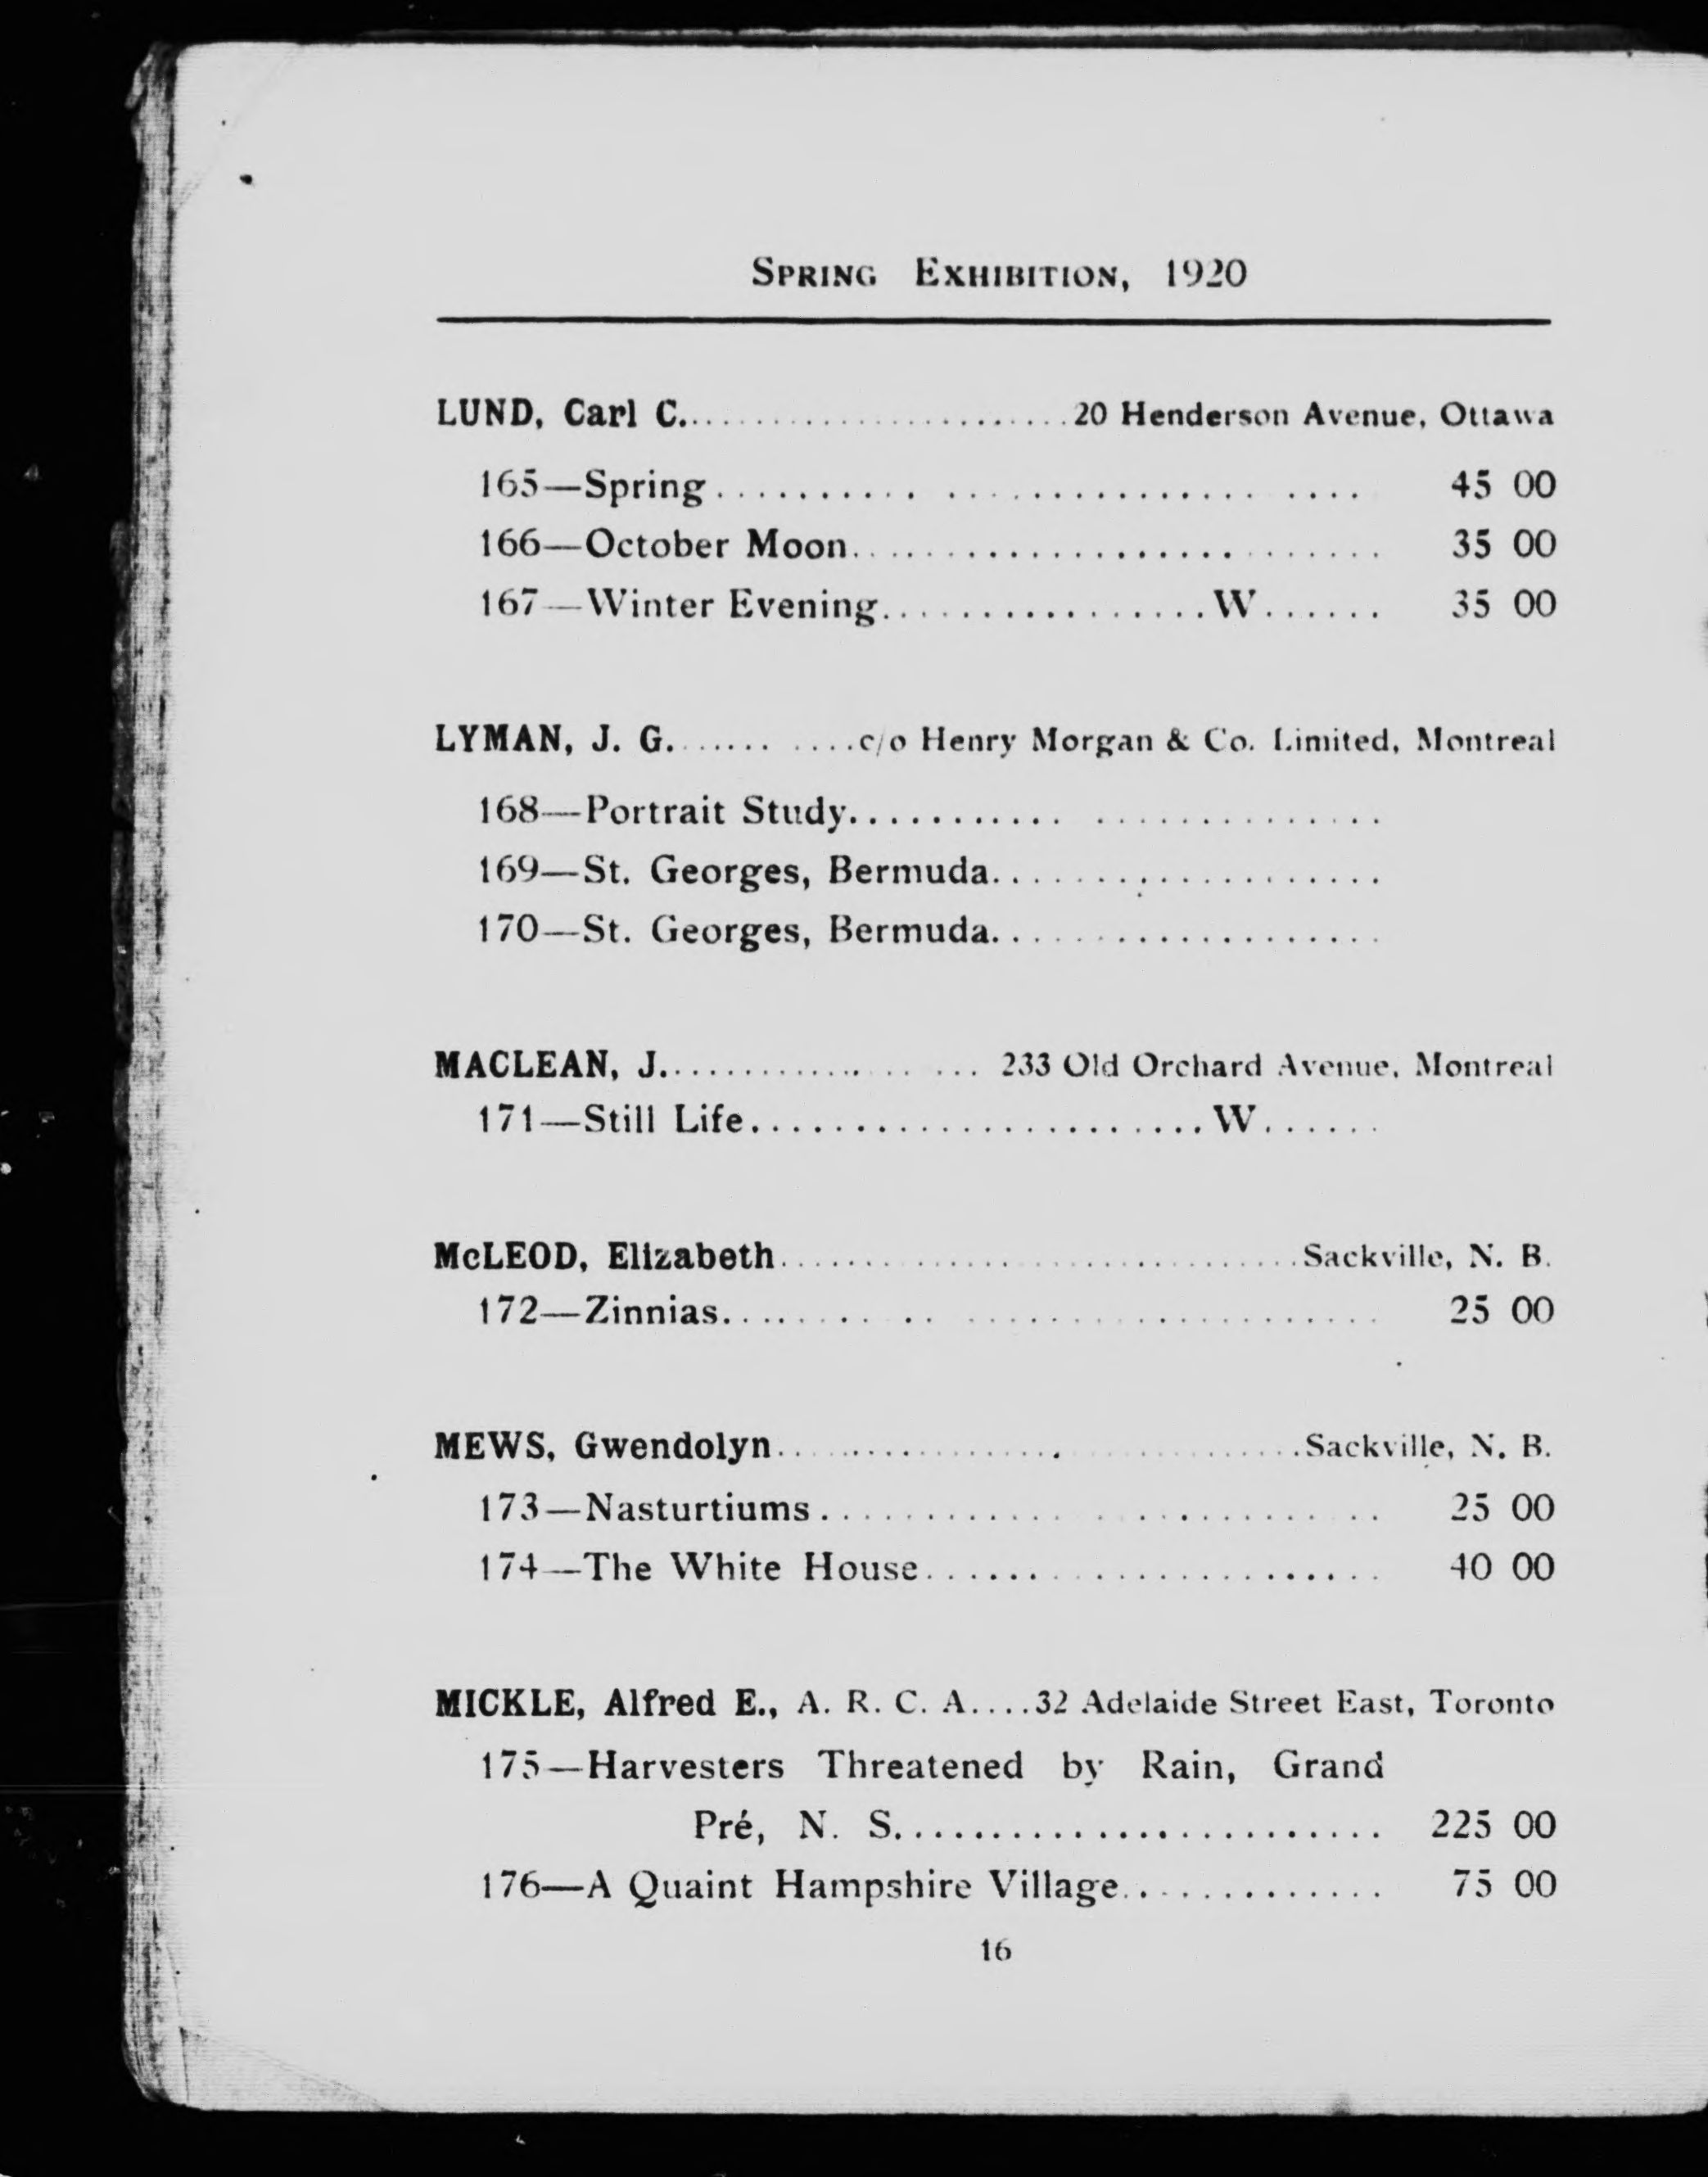 SPRING EXHIBITION, 1920
LUND, Carl C. ........................ 20 Henderson Avenue, Ottawa
165—Spring ........................ 45 00
166—October Moon ........................ 35 00
167—Winter Evening ................ W ...... 35 00
LYMAN, J. G. ........... c/o Henry Morgan & Co. Limited, Montreal
168—Portrait Study ........................
169—St. Georges, Bermuda ....................
170—St. Georges, Bermuda ....................
MACLEAN, J. ................ 233 Old Orchard Avenue, Montreal
171—Still Life ........................ W ......
McLEOD, Elizabeth ........................ Sackville, N. B.
172—Zinnias ........................ 25 00
MEWS, Gwendolyn ........................ Sackville, N. B.
173—Nasturtiums ........................ 25 00
174—The White House ........................ 40 00
MICKLE, Alfred E., A. R. C. A. ... 32 Adelaide Street East, Toronto
175—Harvesters Threatened by Rain, Grand
Pré, N. S. ........................ 225 00
176—A Quaint Hampshire Village ............. 75 00
16